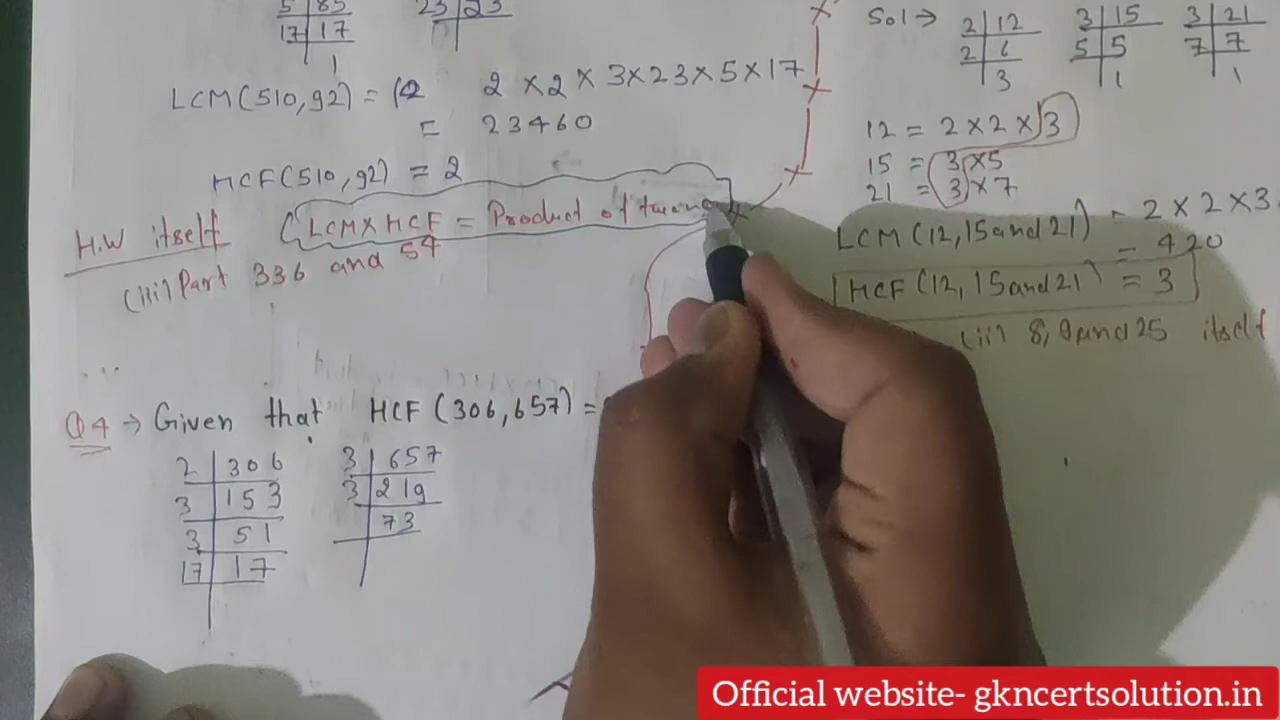 5 | 85
17 | 17
1
23 | 23
LCM(510,92) = 2 × 2 × 3 × 23 × 5 × 17
= 23460
HCF(510,92) = 2
H.W itself (LCM × HCF = Product of
(iii) Part 336 and 54
Q4 → Given that HCF (306,657) =
2 | 306
3 | 153
3 | 51
17 | 17
3 | 657
3 | 219
73
Sol →
2 | 12
2 | 6
3
3 | 15
5 | 5
1
3 | 21
7 | 7
1
12 = 2×2×3
15 = 3×5
21 = 3×7
LCM (12, 15 and 21) - 2 × 2 × 3
= 420
HCF (12, 15 and 21) = 3
(ii) 8, 9 and 25 itself
Official website- gkncertsolution.in